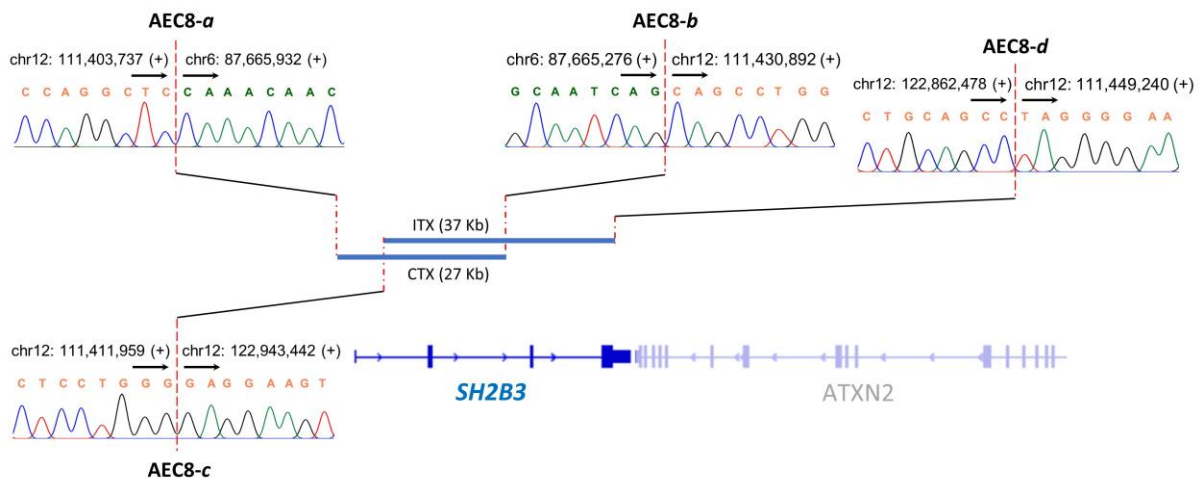 AEC8-a
chr12: 111,403,737 (+) chr6: 87,665,932 (+)
C C A G G C T C C A A A C A A C
AEC8-b
chr6: 87,665,276 (+) chr12: 111,430,892 (+)
G C A A T C A G C A G C C T G G
AEC8-d
chr12: 122,862,478 (+) chr12: 111,449,240 (+)
C T G C A G C C T A G G G G A A
ITX (37 Kb)
CTX (27 Kb)
chr12: 111,411,959 (+) chr12: 122,943,442 (+)
C T C C T G G G G A G G A A G T
AEC8-c
SH2B3
ATXN2